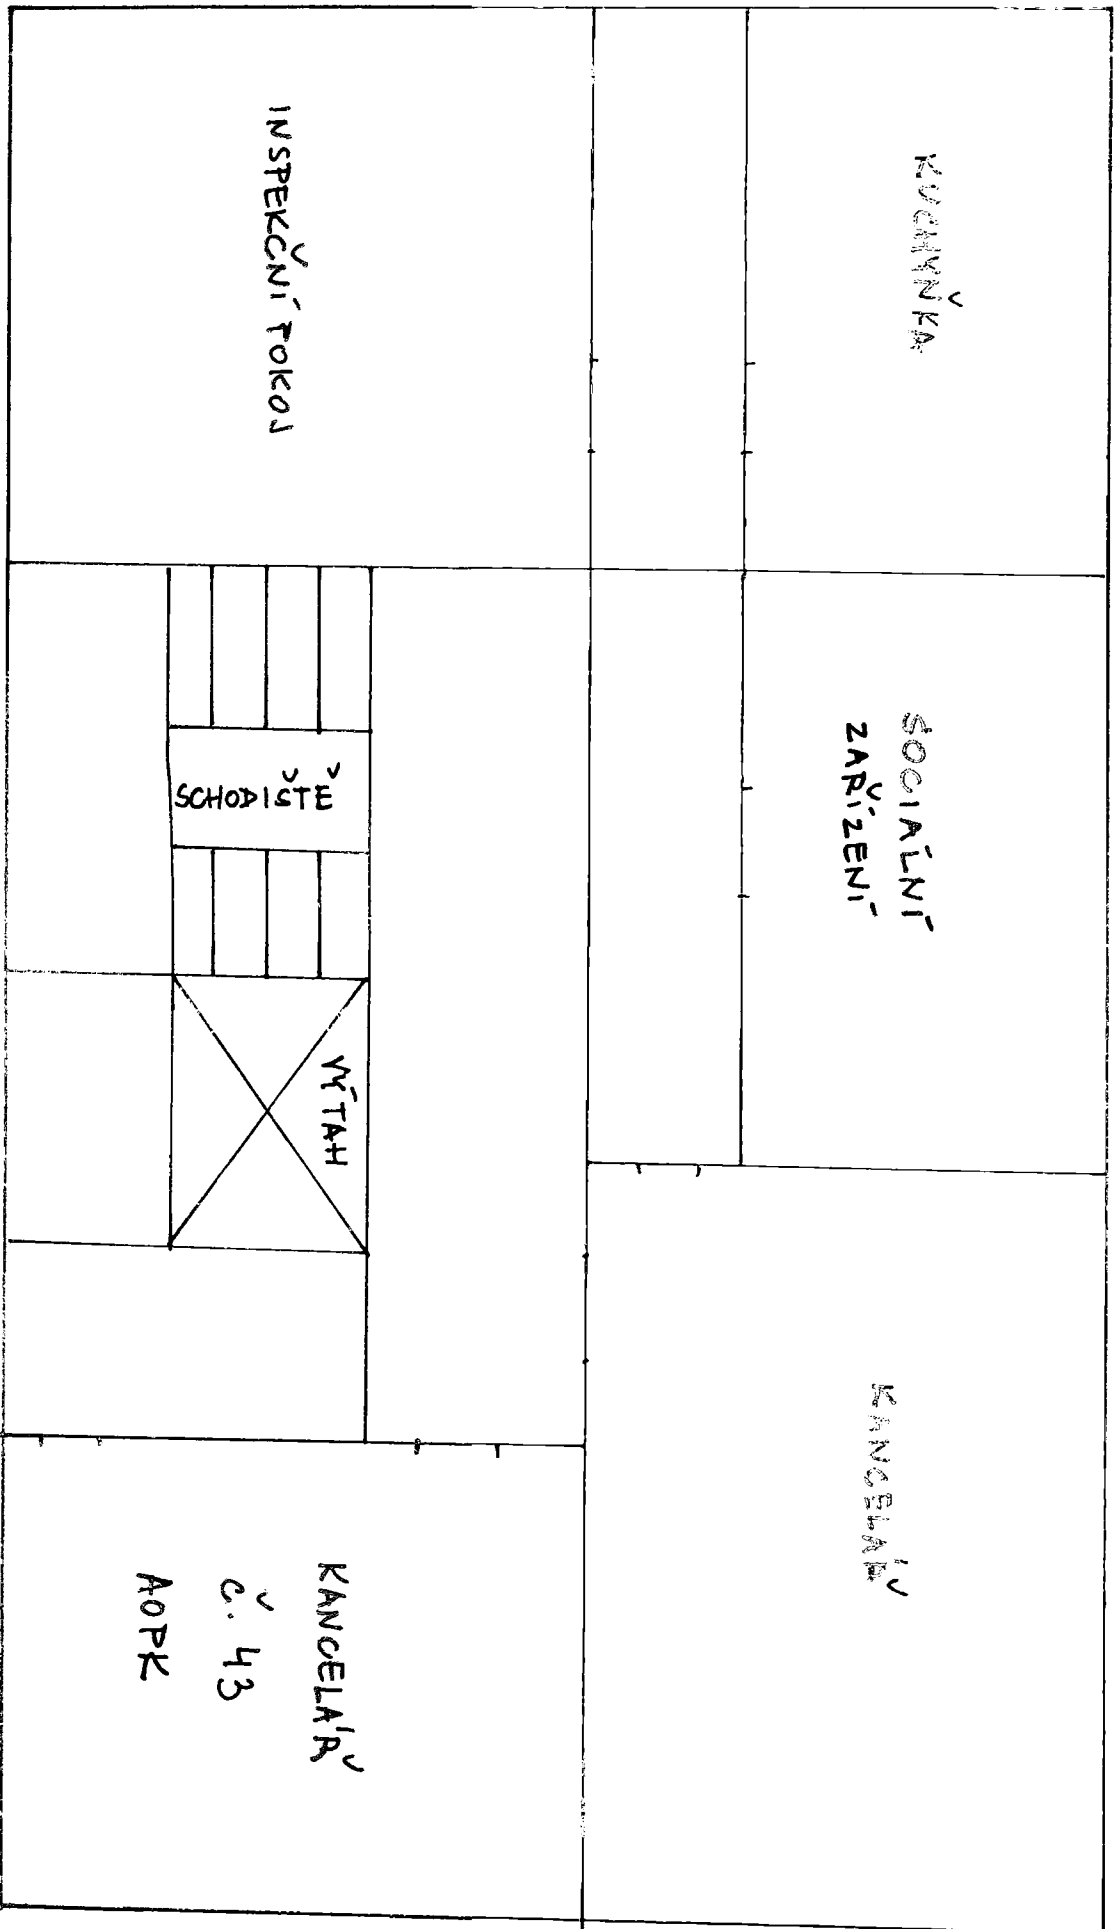 KUCHYŇKA
SOCIÁLNÍ
ZAŘÍZENÍ
KANCELÁŘ
INSPEKČNÍ POKOJ
SCHODIŠTĚ
VÝTAH
KANCELÁŘ
Č. 43
AOPK